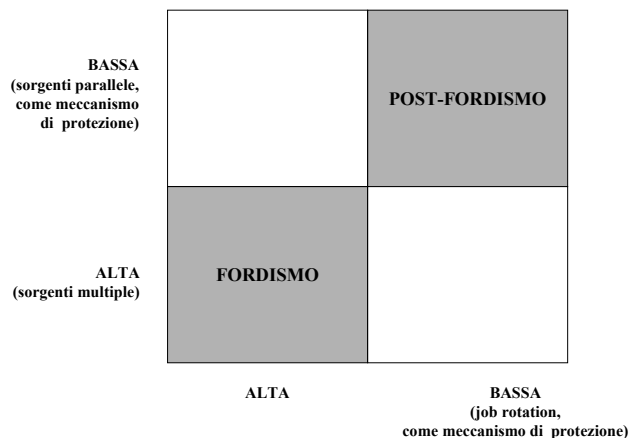 BASSA
(sorgenti parallele,
come meccanismo
di protezione)
POST-FORDISMO
ALTA
(sorgenti multiple)
FORDISMO
ALTA
BASSA
(job rotation,
come meccanismo di protezione)